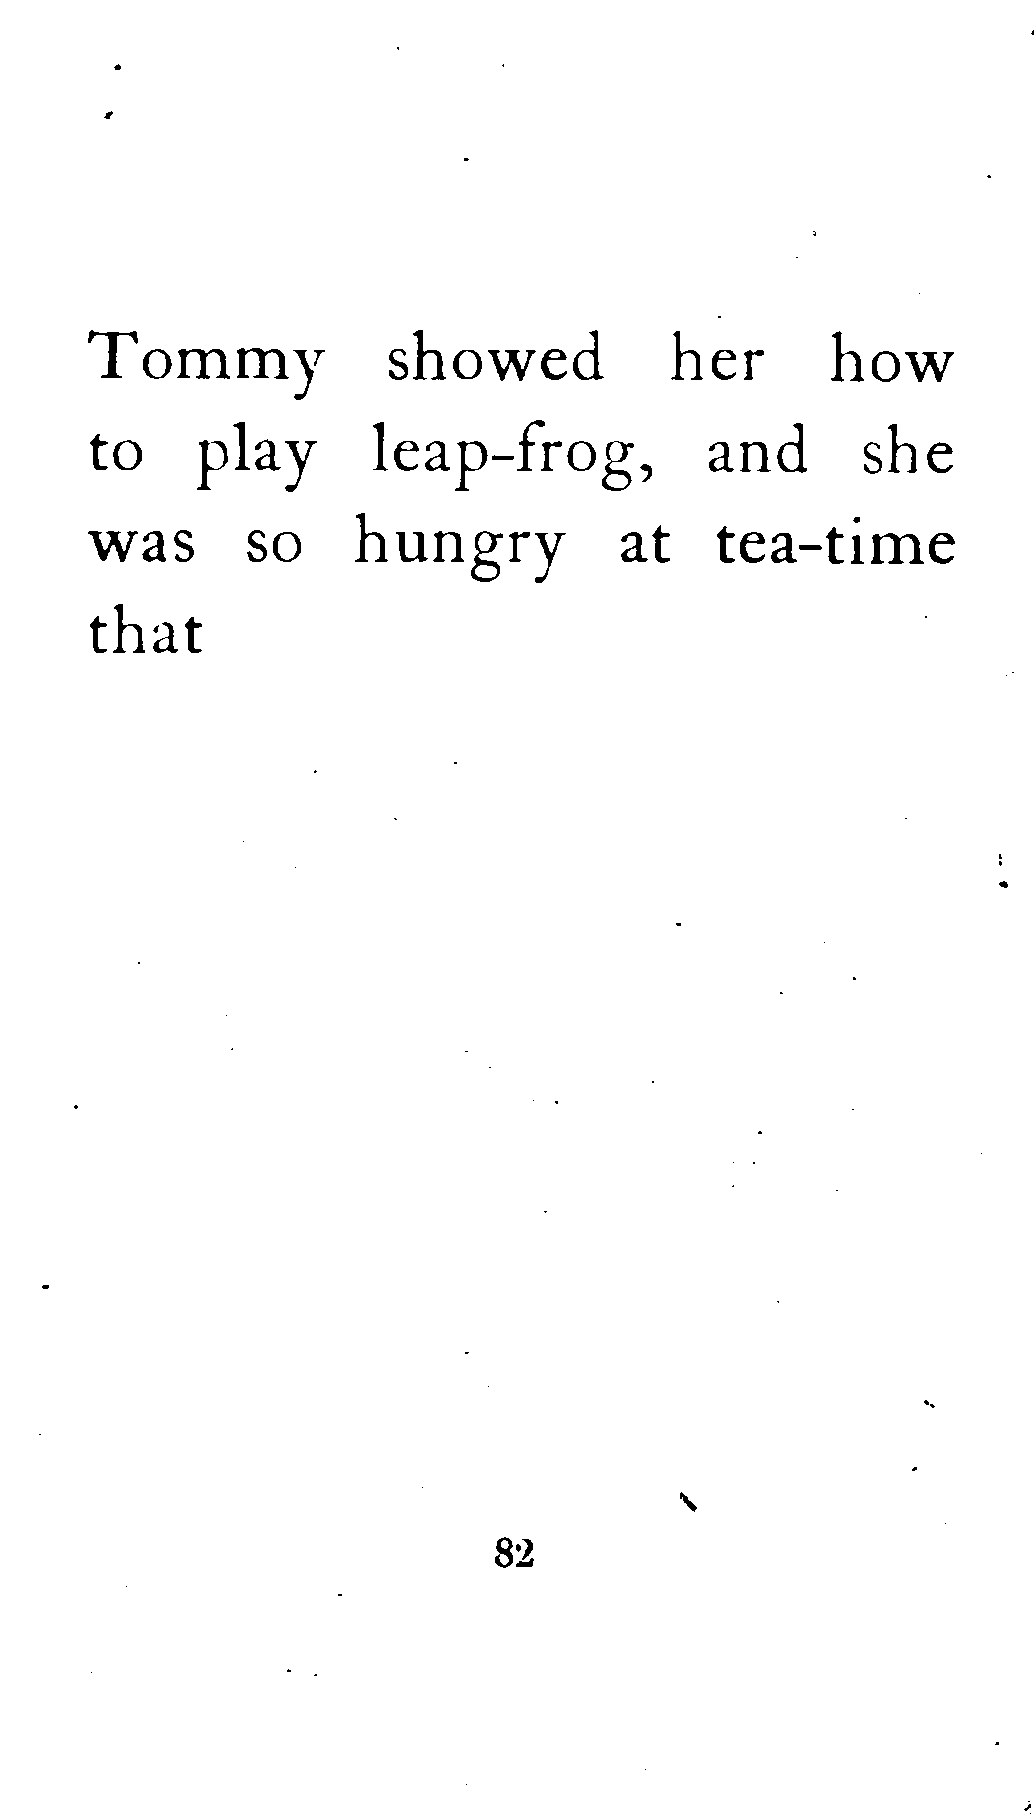 Tommy showed her how
to play leap-frog, and she
was so hungry at tea-time
that
82